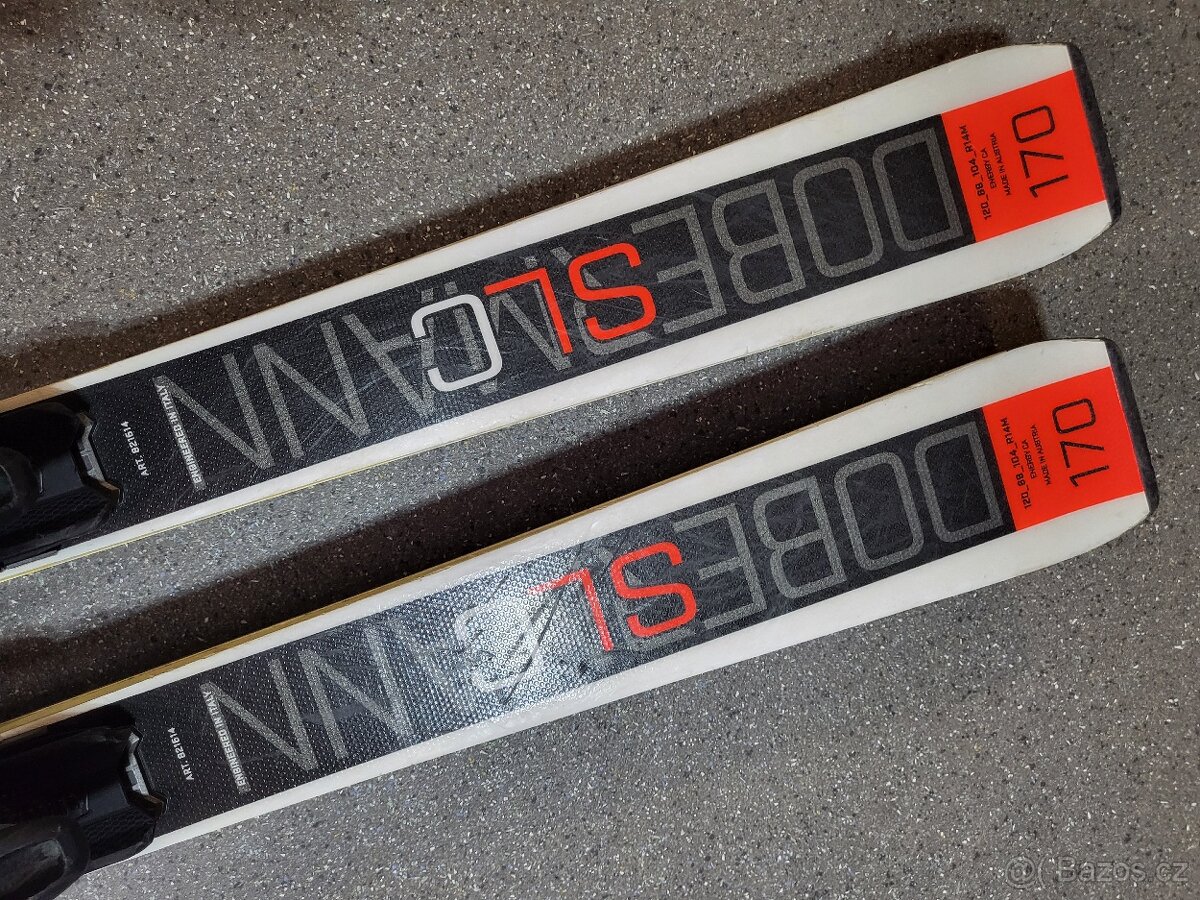 170
120_68_104_R14M
ENERGY CA
MADE IN AUSTRIA
DOBERMANN
SLC
ENGINEERED IN ITALY
ART. 821614
170
120_68_104_R14M
ENERGY CA
MADE IN AUSTRIA
DOBERMANN
SLC
ENGINEERED IN ITALY
ART. 821614
Bazos.cz